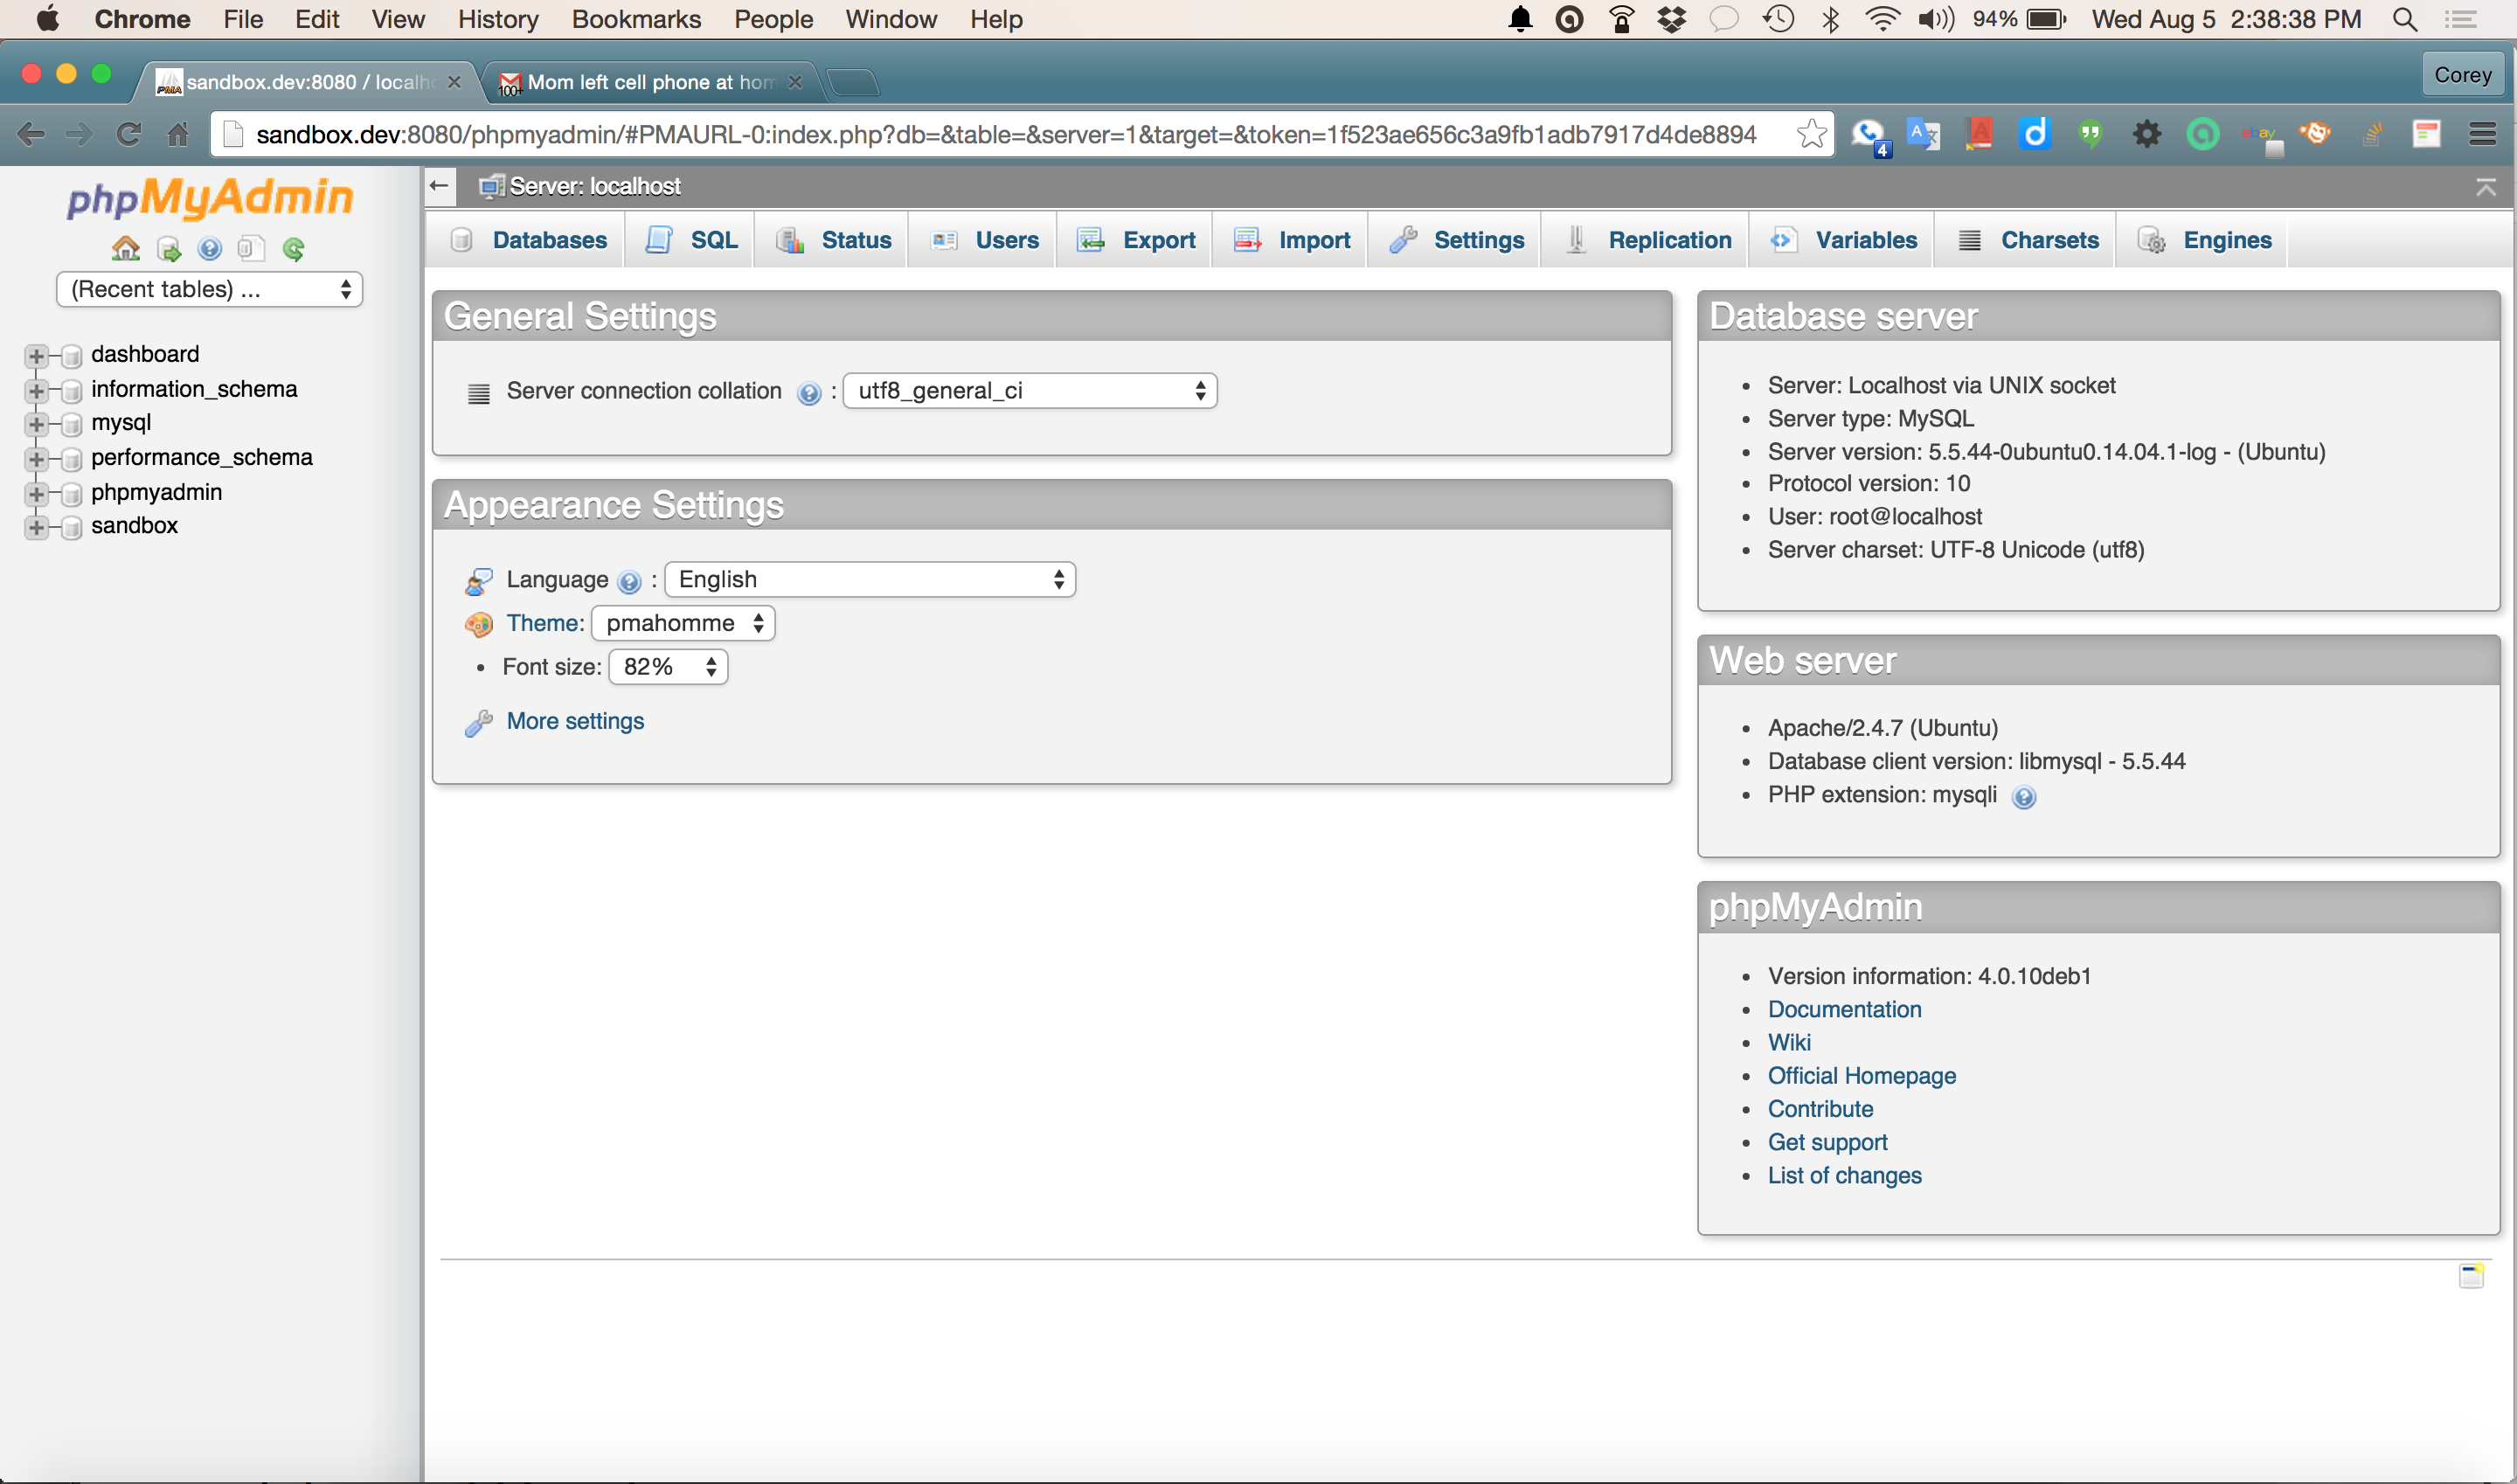 Chrome File Edit View History Bookmarks People Window Help 94% Wed Aug 5 2:38:38 PM
sandbox.dev:8080 / localh
Mom left cell phone at hom
100+
Corey
sandbox.dev:8080/phpmyadmin/#PMAURL-0:index.php?db=&table=&server=1&target=&token=1f523ae656c3a9fb1adb7917d4de8894
4
phpMyAdmin
(Recent tables) ...
dashboard
information_schema
mysql
performance_schema
phpmyadmin
sandbox
Server: localhost
Databases SQL Status Users Export Import Settings Replication Variables Charsets Engines
General Settings
Server connection collation : utf8_general_ci
Appearance Settings
Language : English
Theme: pmahomme
Font size: 82%
More settings
Database server
Server: Localhost via UNIX socket
Server type: MySQL
Server version: 5.5.44-0ubuntu0.14.04.1-log - (Ubuntu)
Protocol version: 10
User: root@localhost
Server charset: UTF-8 Unicode (utf8)
Web server
Apache/2.4.7 (Ubuntu)
Database client version: libmysql - 5.5.44
PHP extension: mysqli
phpMyAdmin
Version information: 4.0.10deb1
Documentation
Wiki
Official Homepage
Contribute
Get support
List of changes